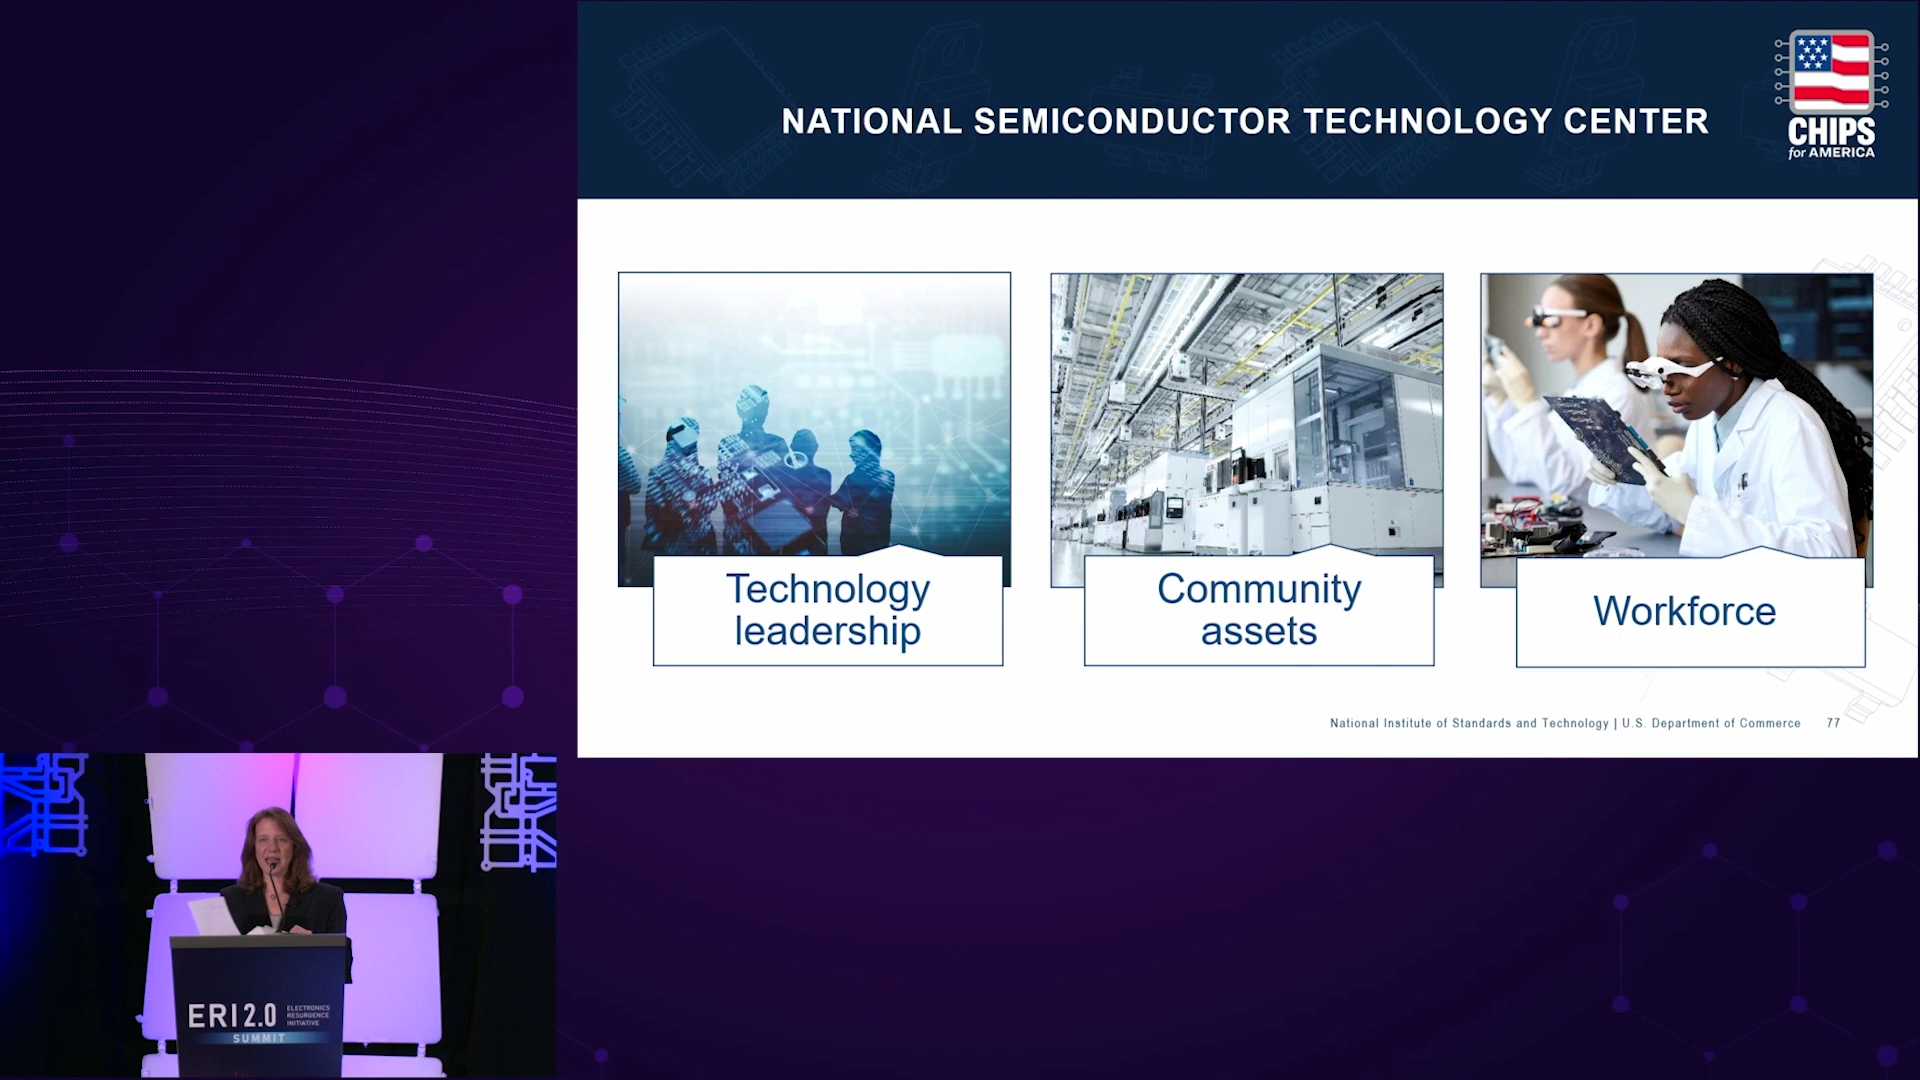 NATIONAL SEMICONDUCTOR TECHNOLOGY CENTER
CHIPS
for AMERICA
Technology
leadership
Community
assets
Workforce
National Institute of Standards and Technology | U.S. Department of Commerce 77
ERI 2.0
ELECTRONICS
RESURGENCE
INITIATIVE
SUMMIT